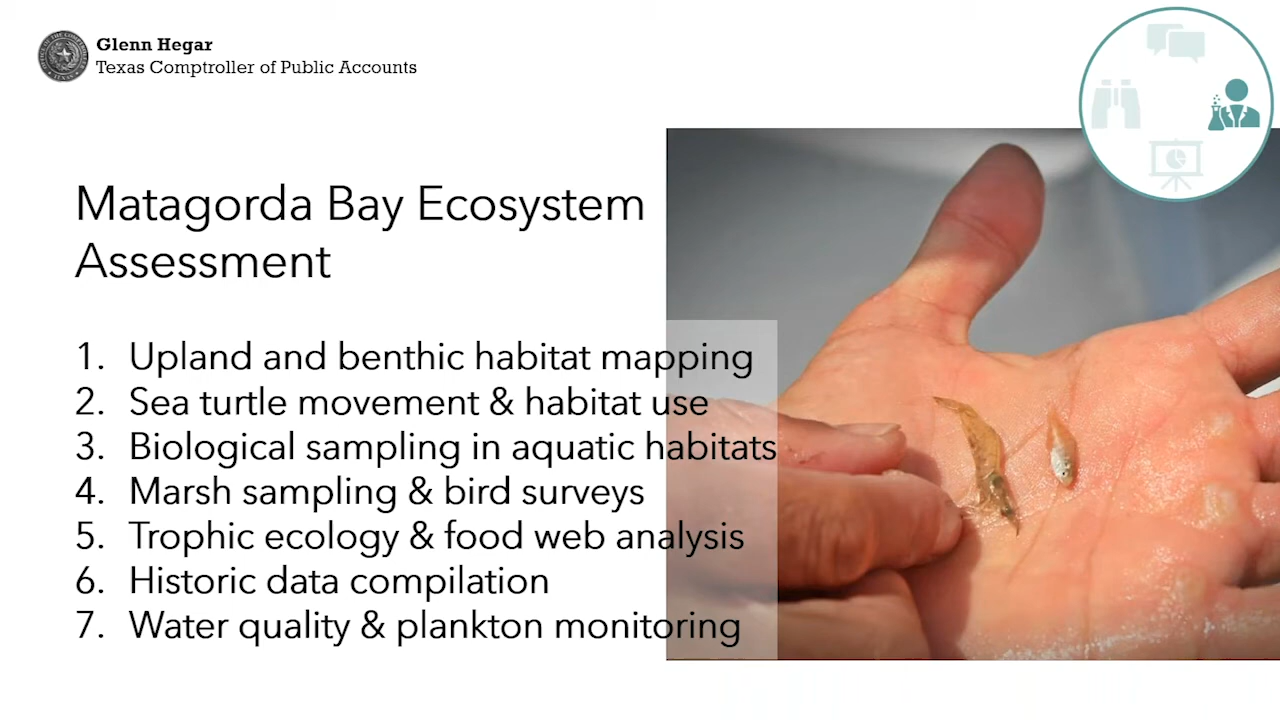 Glenn Hegar
Texas Comptroller of Public Accounts
Matagorda Bay Ecosystem
Assessment
1. Upland and benthic habitat mapping
2. Sea turtle movement & habitat use
3. Biological sampling in aquatic habitats
4. Marsh sampling & bird surveys
5. Trophic ecology & food web analysis
6. Historic data compilation
7. Water quality & plankton monitoring